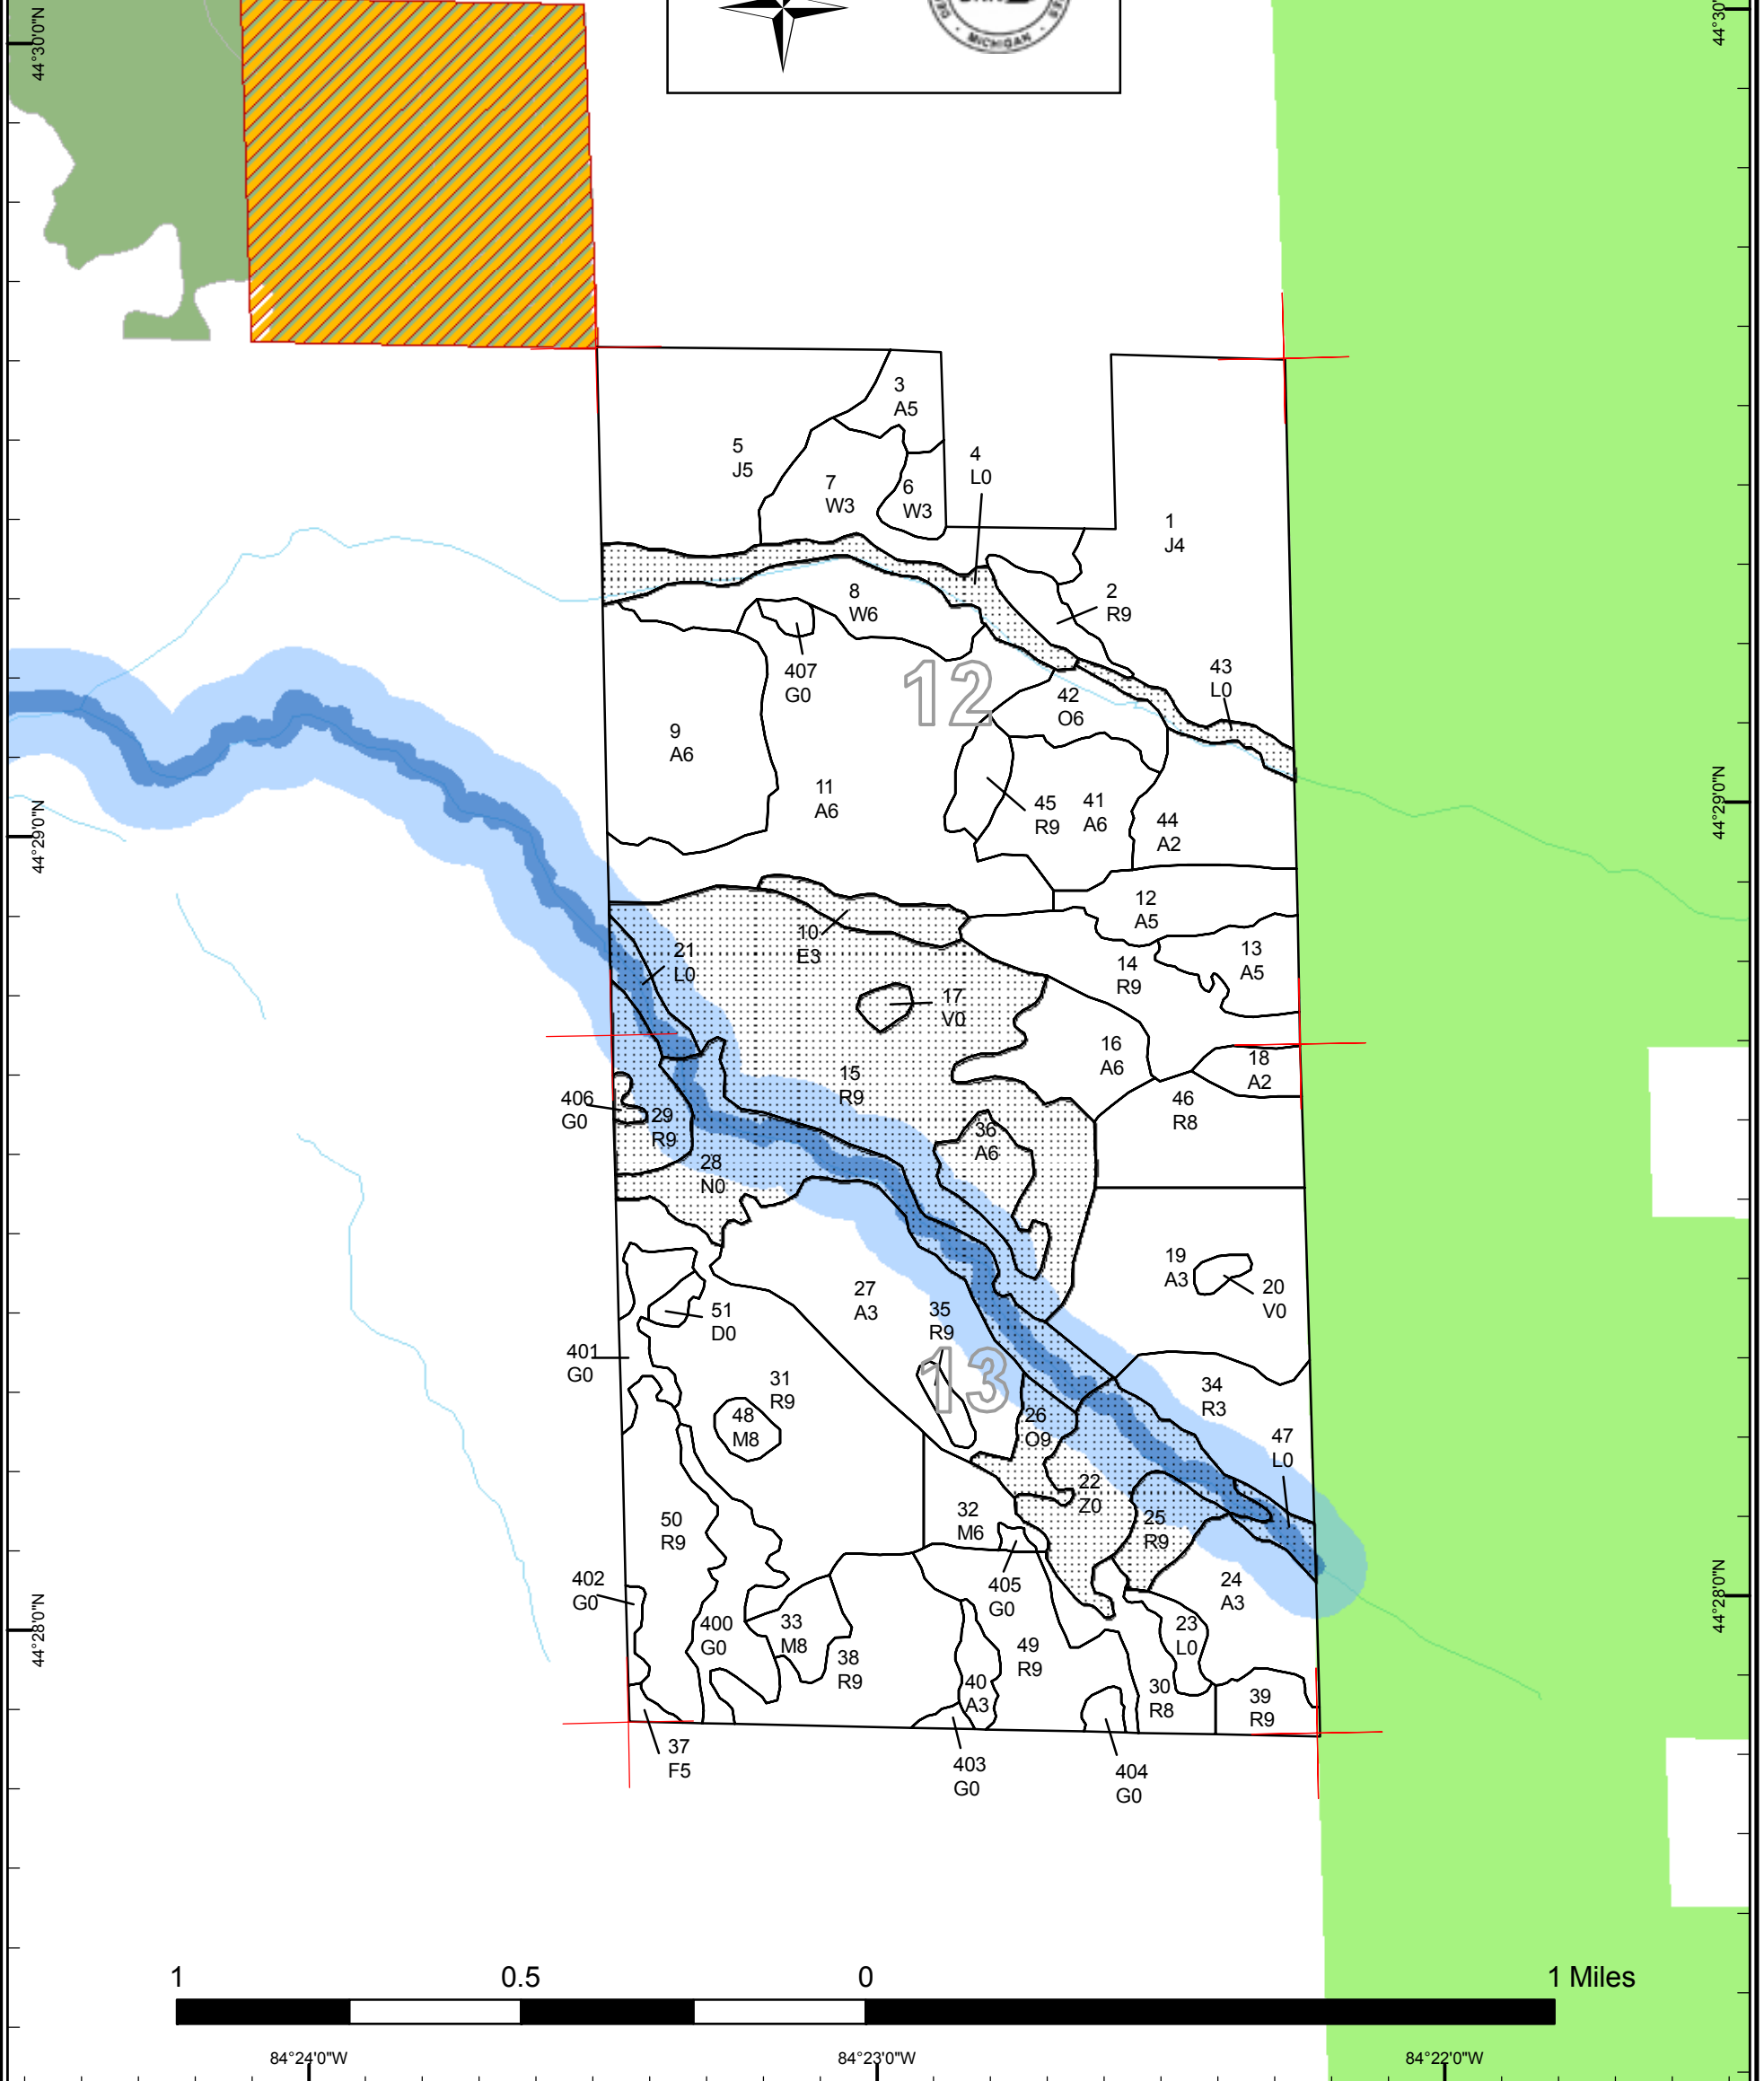 MICHIGAN
44°30'0"N
44°30'0"N
3
A5
5
J5
4
L0
7
W3
6
W3
1
J4
8
W6
2
R9
407
G0
12
43
L0
42
O6
9
A6
11
A6
45
R9
41
A6
44
A2
44°29'0"N
44°29'0"N
12
A5
10
E3
21
L0
13
A5
14
R9
17
V0
16
A6
18
A2
15
R9
46
R8
406
G0
29
R9
36
A6
28
N0
19
A3
20
V0
27
A3
35
R9
51
D0
401
G0
13
31
R9
34
R3
48
M8
26
O9
47
L0
22
Z0
32
M6
25
R9
50
R9
402
G0
405
G0
24
A3
44°28'0"N
44°28'0"N
400
G0
33
M8
23
L0
49
R9
38
R9
40
A3
30
R8
39
R9
37
F5
403
G0
404
G0
1 0.5 0 1 Miles
84°24'0"W 84°23'0"W 84°22'0"W